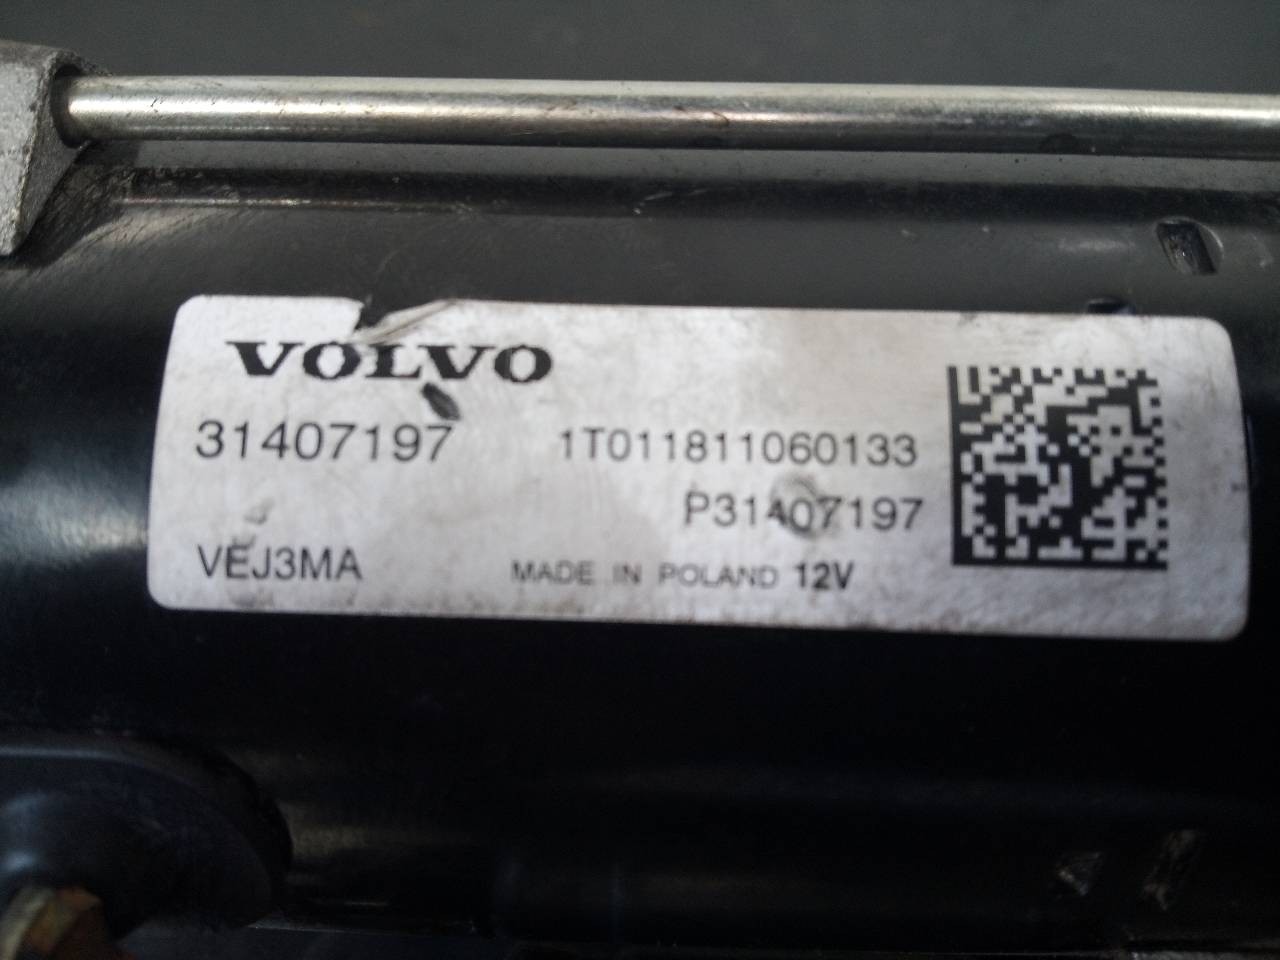 VOLVO
31407197 1T011811060133
P31407197
VEJ3MA MADE IN POLAND 12V